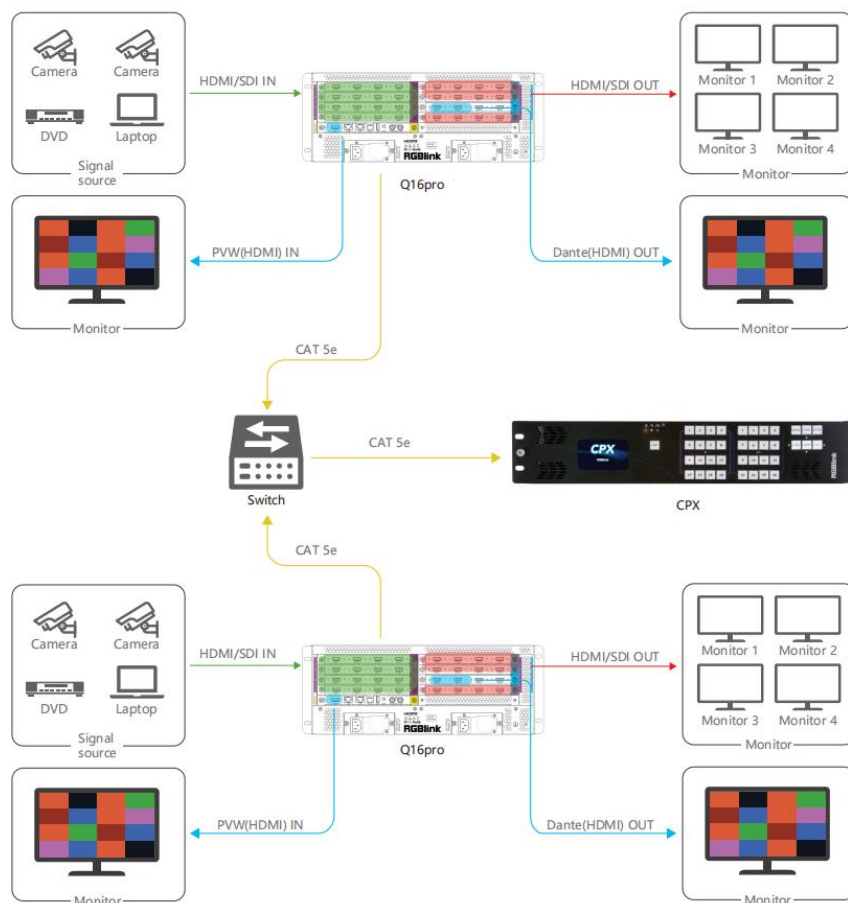 Camera
Camera
DVD
Laptop
Signal
source
HDMI/SDI IN
RGBlink
Q16pro
HDMI/SDI OUT
Monitor 1
Monitor 2
Monitor 3
Monitor 4
Monitor
PVW(HDMI) IN
Monitor
Dante(HDMI) OUT
Monitor
CAT 5e
Switch
CAT 5e
CPX
RGBlink
CPX
CAT 5e
Camera
Camera
DVD
Laptop
Signal
source
HDMI/SDI IN
RGBlink
Q16pro
HDMI/SDI OUT
Monitor 1
Monitor 2
Monitor 3
Monitor 4
Monitor
PVW(HDMI) IN
Monitor
Dante(HDMI) OUT
Monitor